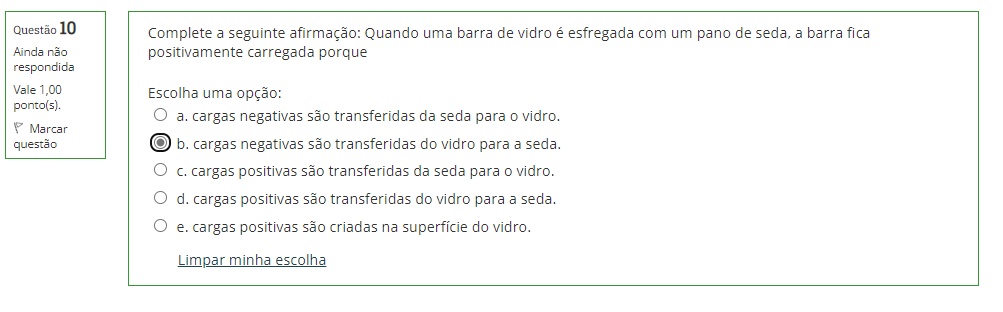 Questão 10
Ainda não
respondida
Vale 1,00
ponto(s).
Marcar
questão
Complete a seguinte afirmação: Quando uma barra de vidro é esfregada com um pano de seda, a barra fica
positivamente carregada porque
Escolha uma opção:
a. cargas negativas são transferidas da seda para o vidro.
b. cargas negativas são transferidas do vidro para a seda.
c. cargas positivas são transferidas da seda para o vidro.
d. cargas positivas são transferidas do vidro para a seda.
e. cargas positivas são criadas na superfície do vidro.
Limpar minha escolha